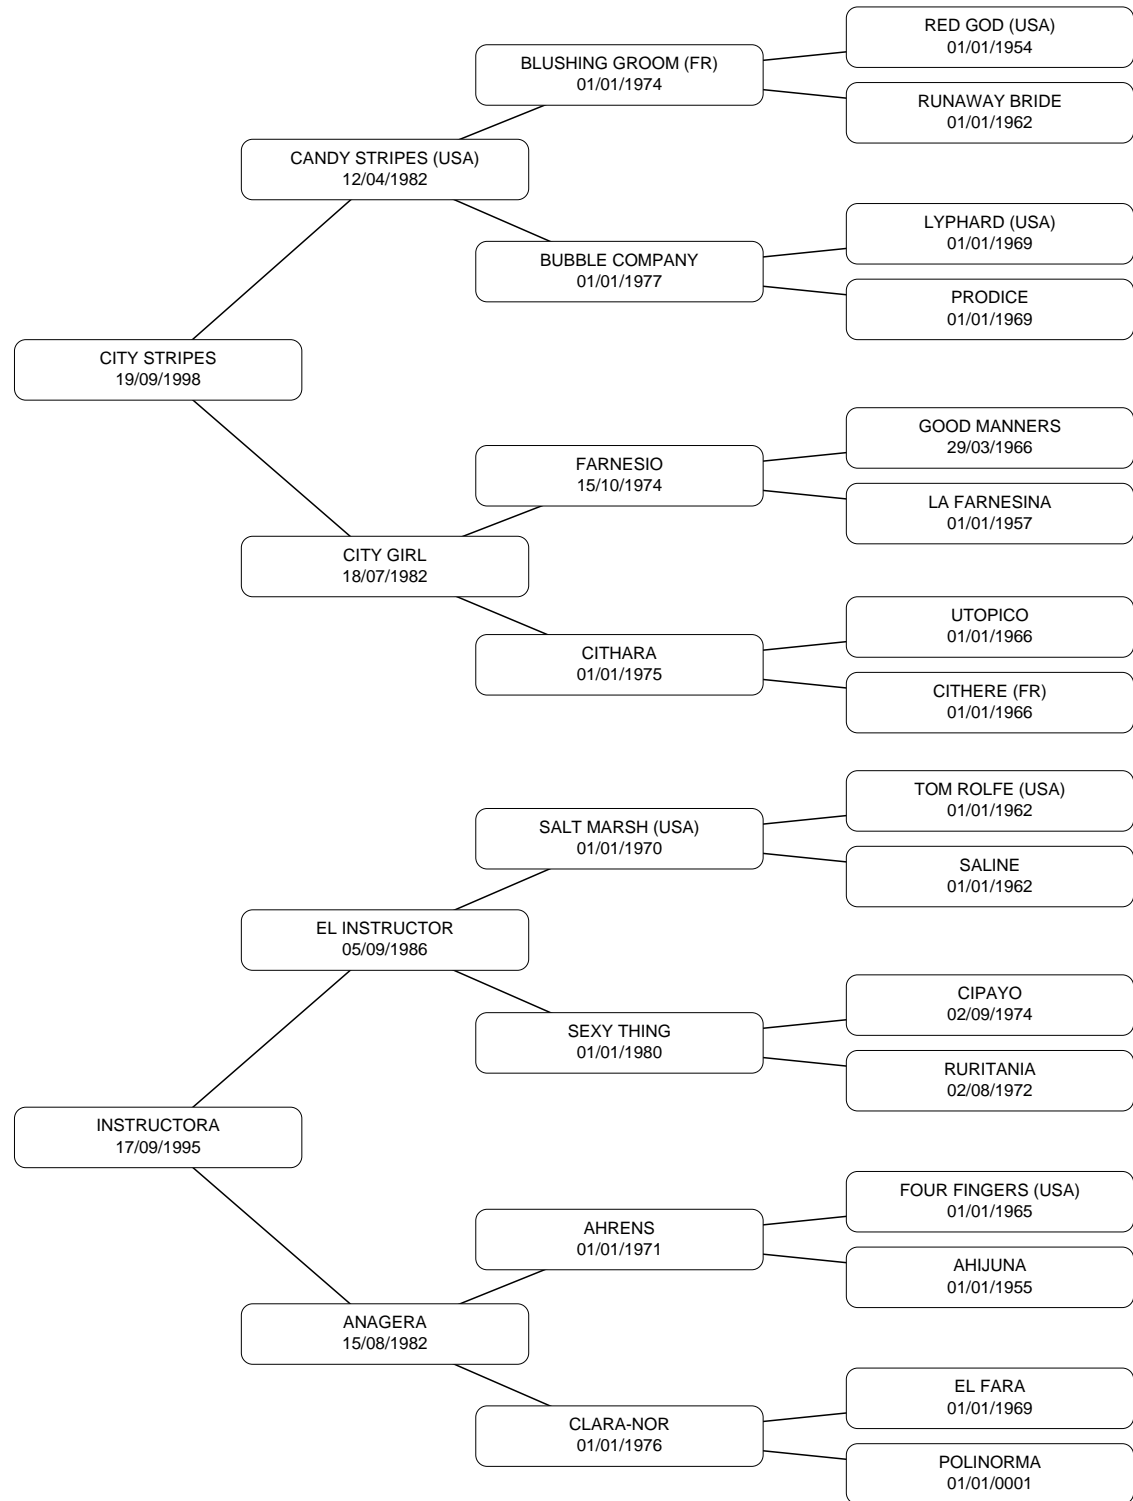 RED GOD (USA)
01/01/1954
BLUSHING GROOM (FR)
01/01/1974
RUNAWAY BRIDE
01/01/1962
CANDY STRIPES (USA)
12/04/1982
LYPHARD (USA)
01/01/1969
BUBBLE COMPANY
01/01/1977
PRODICE
01/01/1969
CITY STRIPES
19/09/1998
GOOD MANNERS
29/03/1966
FARNESIO
15/10/1974
LA FARNESINA
01/01/1957
CITY GIRL
18/07/1982
UTOPICO
01/01/1966
CITHARA
01/01/1975
CITHERE (FR)
01/01/1966
TOM ROLFE (USA)
01/01/1962
SALT MARSH (USA)
01/01/1970
SALINE
01/01/1962
EL INSTRUCTOR
05/09/1986
CIPAYO
02/09/1974
SEXY THING
01/01/1980
RURITANIA
02/08/1972
INSTRUCTORA
17/09/1995
FOUR FINGERS (USA)
01/01/1965
AHRENS
01/01/1971
AHIJUNA
01/01/1955
ANAGERA
15/08/1982
EL FARA
01/01/1969
CLARA-NOR
01/01/1976
POLINORMA
01/01/0001